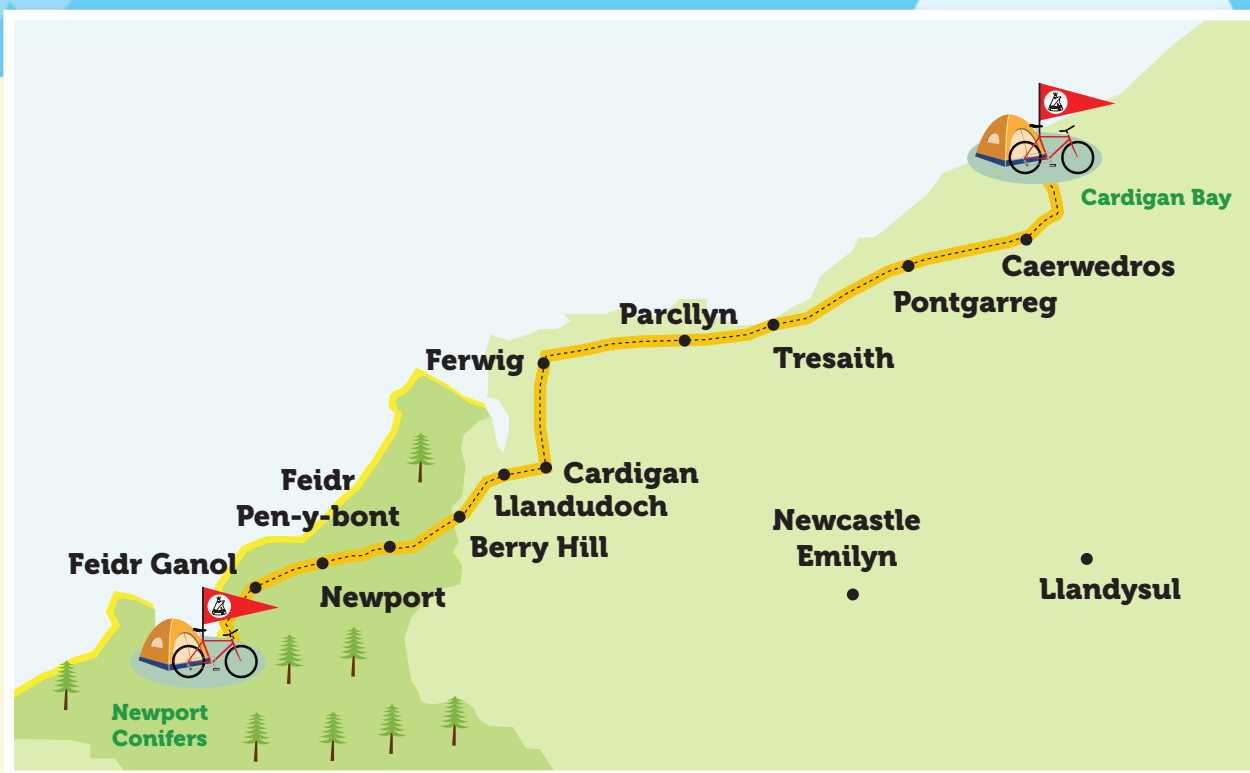 Cardigan Bay
Caerwedros
Pontgarreg
Parcllyn
Tresaith
Ferwig
Cardigan
Feidr
Pen-y-bont
Llandudoch
Newcastle
Emilyn
Berry Hill
Feidr Ganol
Llandysul
Newport
Newport
Conifers